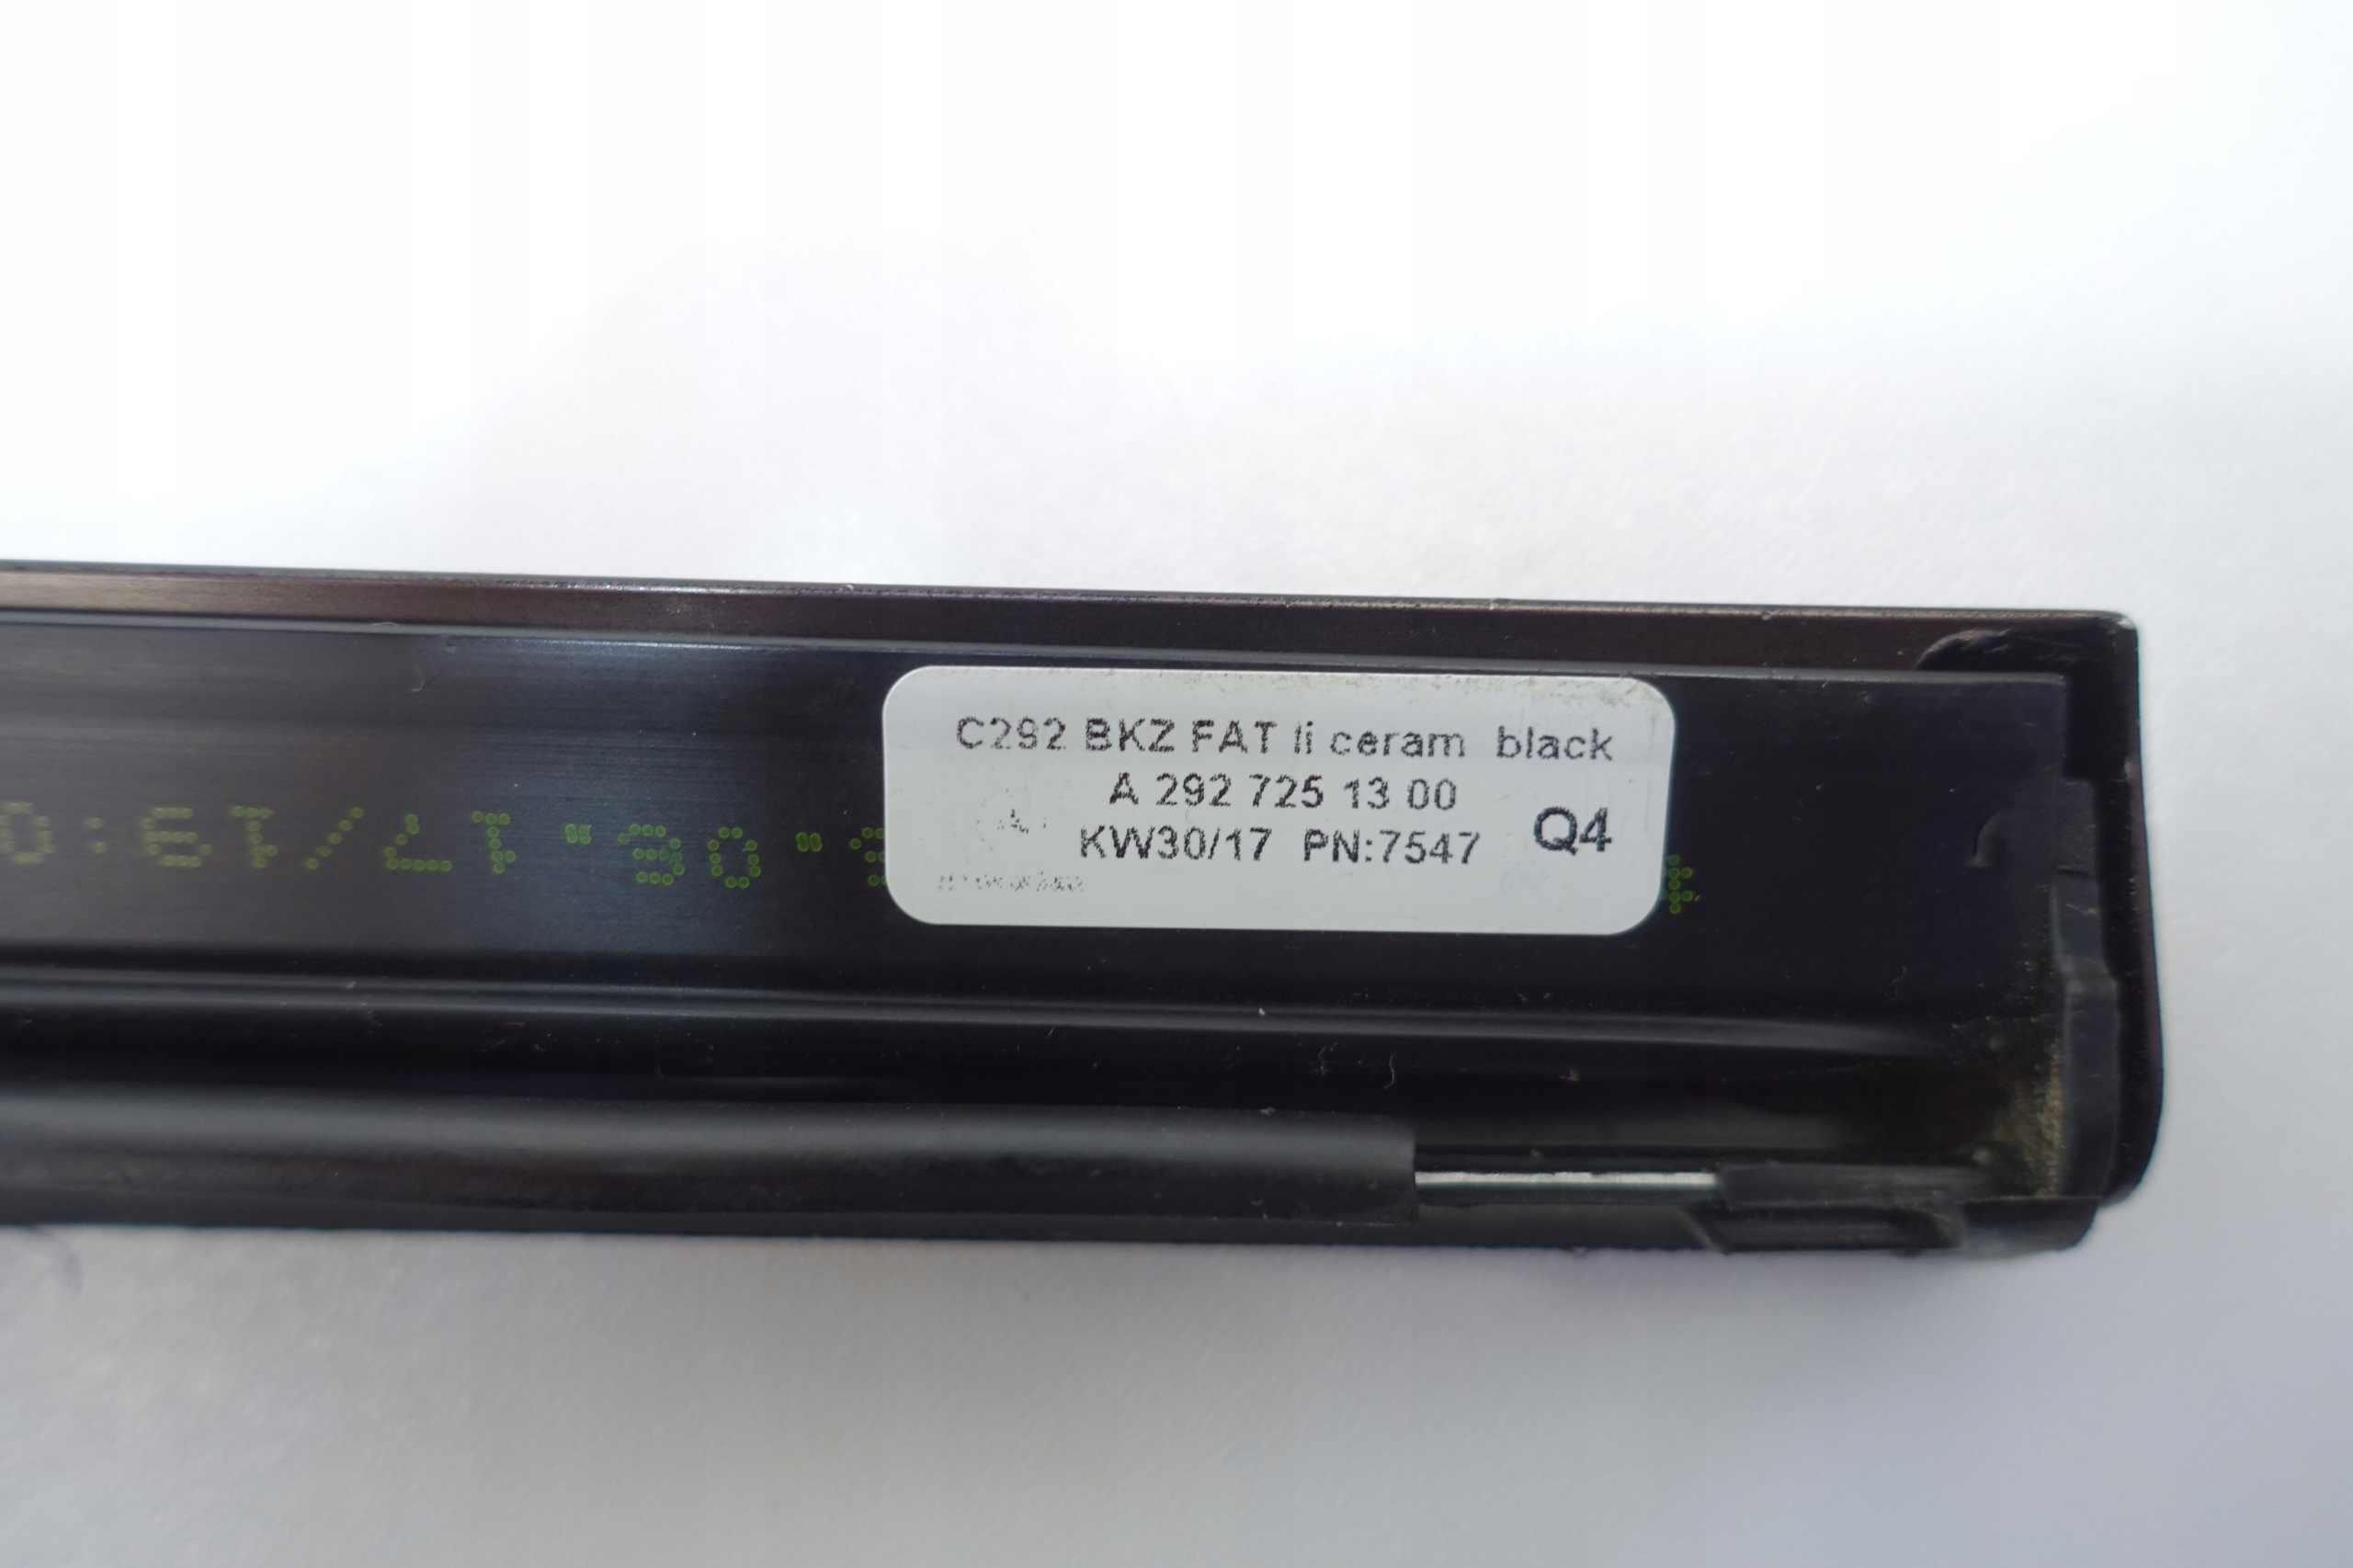 C292 BKZ FAT li ceram black
A 292 725 13 00
KW30/17 PN:7547
Q4